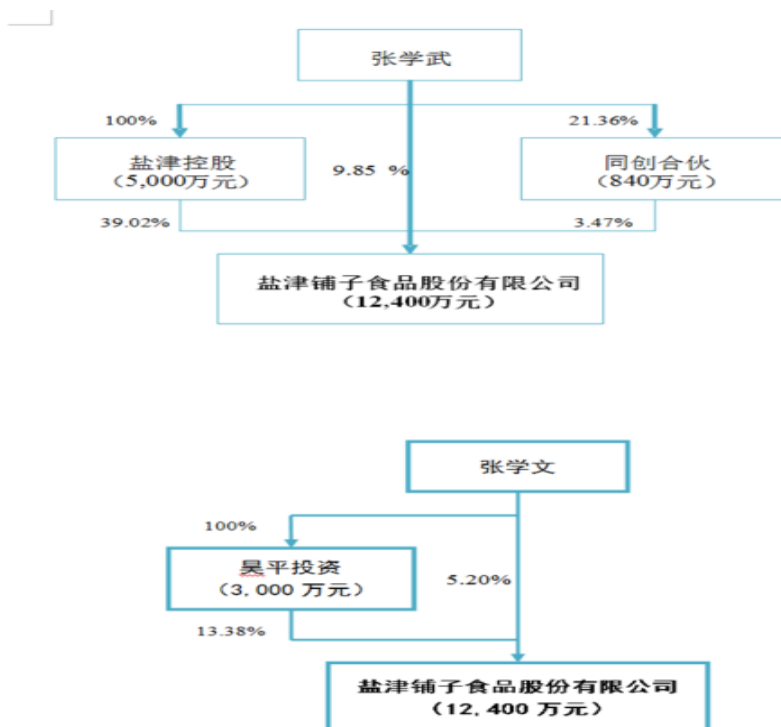 张学武
100%
21.36%
盐津控股
(5,000万元)
9.85 %
同创合伙
(840万元)
39.02%
3.47%
盐津铺子食品股份有限公司
(12,400万元)
张学文
100%
昊平投资
(3, 000 万元)
5.20%
13.38%
盐津铺子食品股份有限公司
(12, 400 万元)